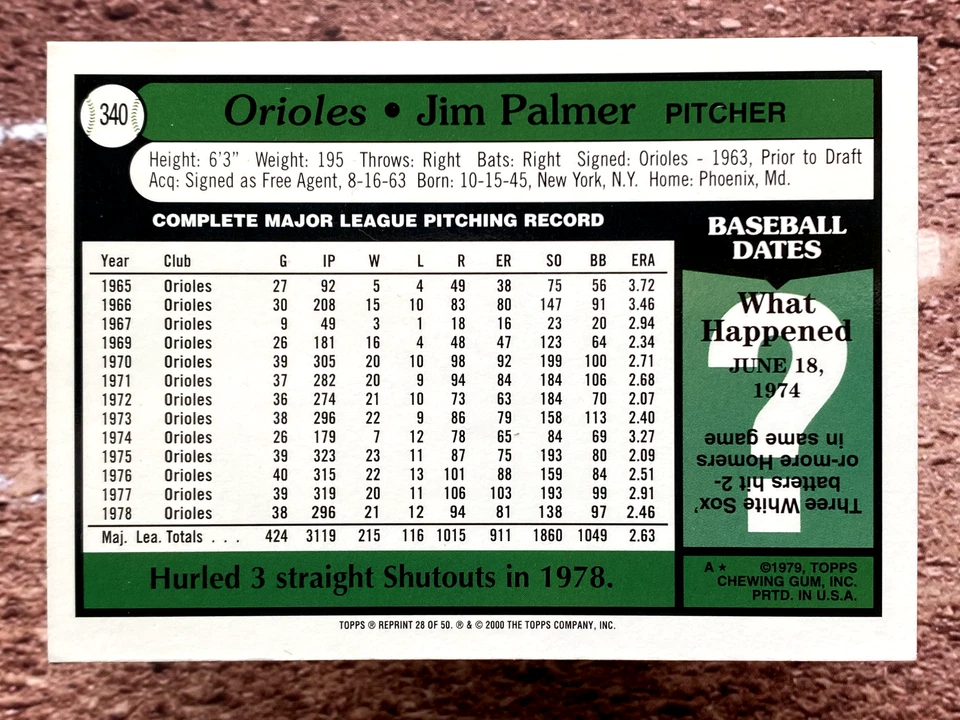 340
Orioles • Jim Palmer PITCHER
Height: 6'3" Weight: 195 Throws: Right Bats: Right Signed: Orioles - 1963, Prior to Draft
Acq: Signed as Free Agent, 8-16-63 Born: 10-15-45, New York, N.Y. Home: Phoenix, Md.
COMPLETE MAJOR LEAGUE PITCHING RECORD
Year Club G IP W L R ER SO BB ERA
1965 Orioles 27 92 5 4 49 38 75 56 3.72
1966 Orioles 30 208 15 10 83 80 147 91 3.46
1967 Orioles 9 49 3 1 18 16 23 20 2.94
1969 Orioles 26 181 16 4 48 47 123 64 2.34
1970 Orioles 39 305 20 10 98 92 199 100 2.71
1971 Orioles 37 282 20 9 94 84 184 106 2.68
1972 Orioles 36 274 21 10 73 63 184 70 2.07
1973 Orioles 38 296 22 9 86 79 158 113 2.40
1974 Orioles 26 179 7 12 78 65 84 69 3.27
1975 Orioles 39 323 23 11 87 75 193 80 2.09
1976 Orioles 40 315 22 13 101 88 159 84 2.51
1977 Orioles 39 319 20 11 106 103 193 99 2.91
1978 Orioles 38 296 21 12 94 81 138 97 2.46
Maj. Lea. Totals . . . 424 3119 215 116 1015 911 1860 1049 2.63
Hurled 3 straight Shutouts in 1978.
BASEBALL
DATES
What
Happened
JUNE 18,
1974
?
Three White Sox'
batters hit 2-
or-more Homers
in same game
A★ ©1979, TOPPS
CHEWING GUM, INC.
PRTD. IN U.S.A.
TOPPS ® REPRINT 28 OF 50. ® & © 2000 THE TOPPS COMPANY, INC.